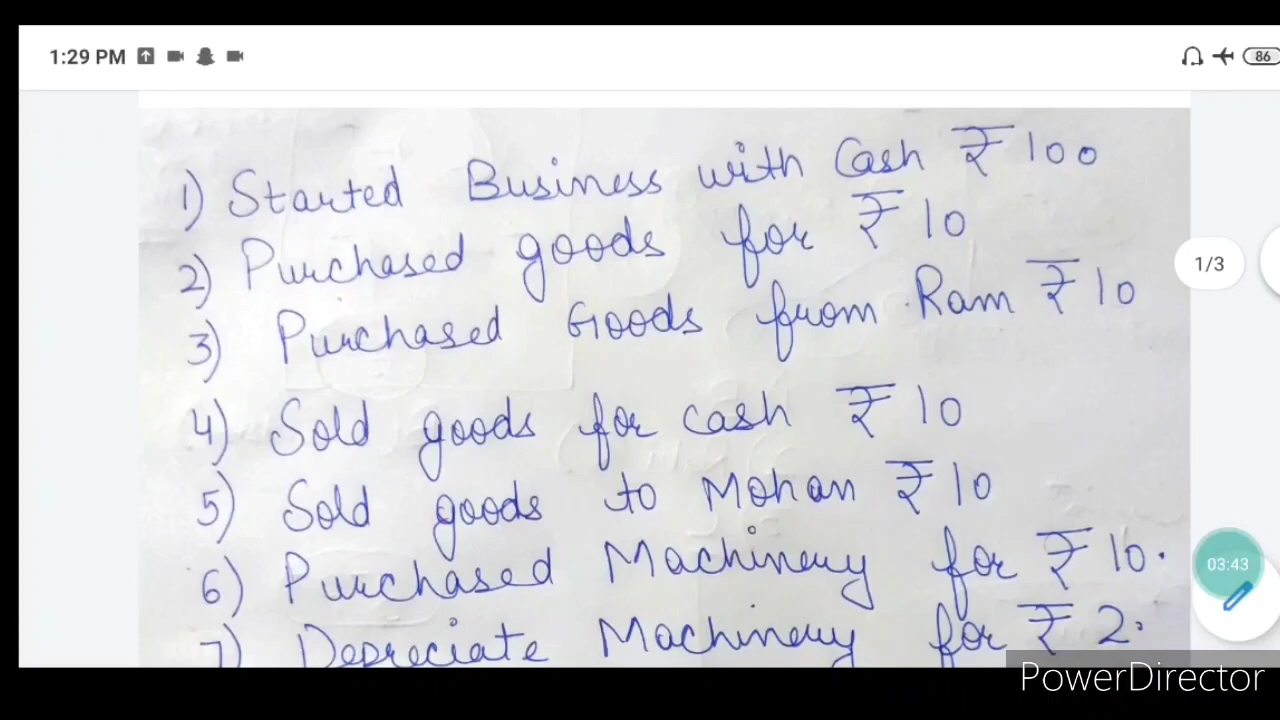 1:29 PM
86
1) Started Business with Cash ₹ 100
2) Purchased goods for ₹ 10
3) Purchased Goods from Ram ₹ 10
1/3
4) Sold goods for cash ₹ 10
5) Sold goods to Mohan ₹ 10
6) Purchased Machinery for ₹ 10.
03:43
7) Depreciate Machinery for ₹ 2.
PowerDirector